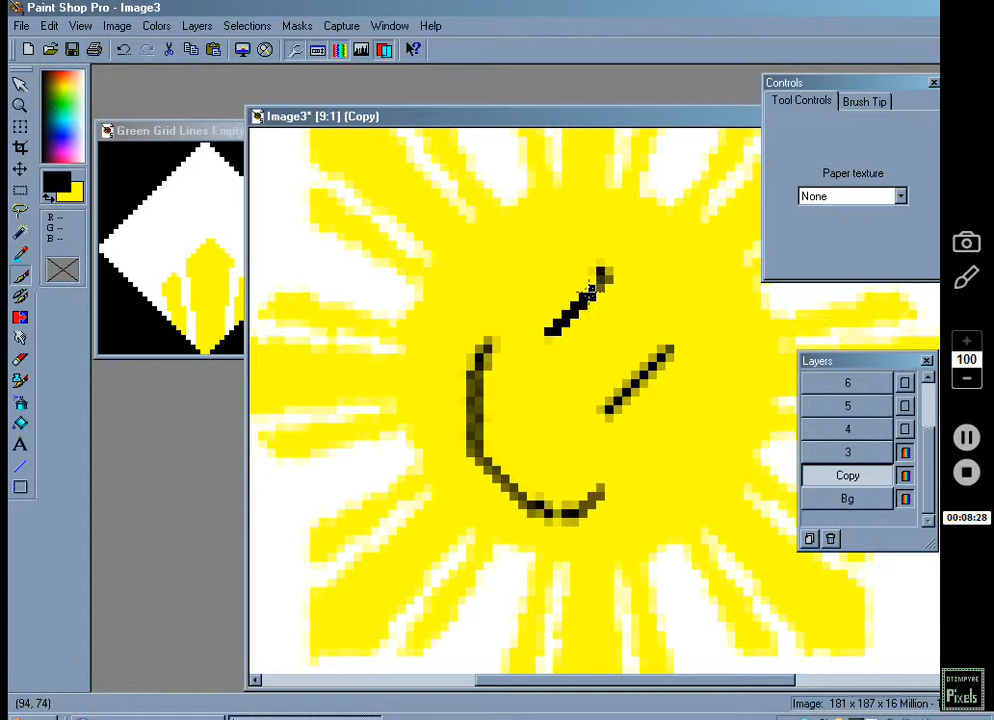 Paint Shop Pro - Image3
File Edit View Image Colors Layers Selections Masks Capture Window Help
Green Grid Lines Empty
Image3* [9:1] (Copy)
Controls
Tool Controls
Brush Tip
Paper texture
None
R --
G --
B --
100
Layers
6
5
4
3
Copy
Bg
00:08:28
(94, 74)
Image: 181 x 187 x 16 Million -
OTIMPYRE
Pixels